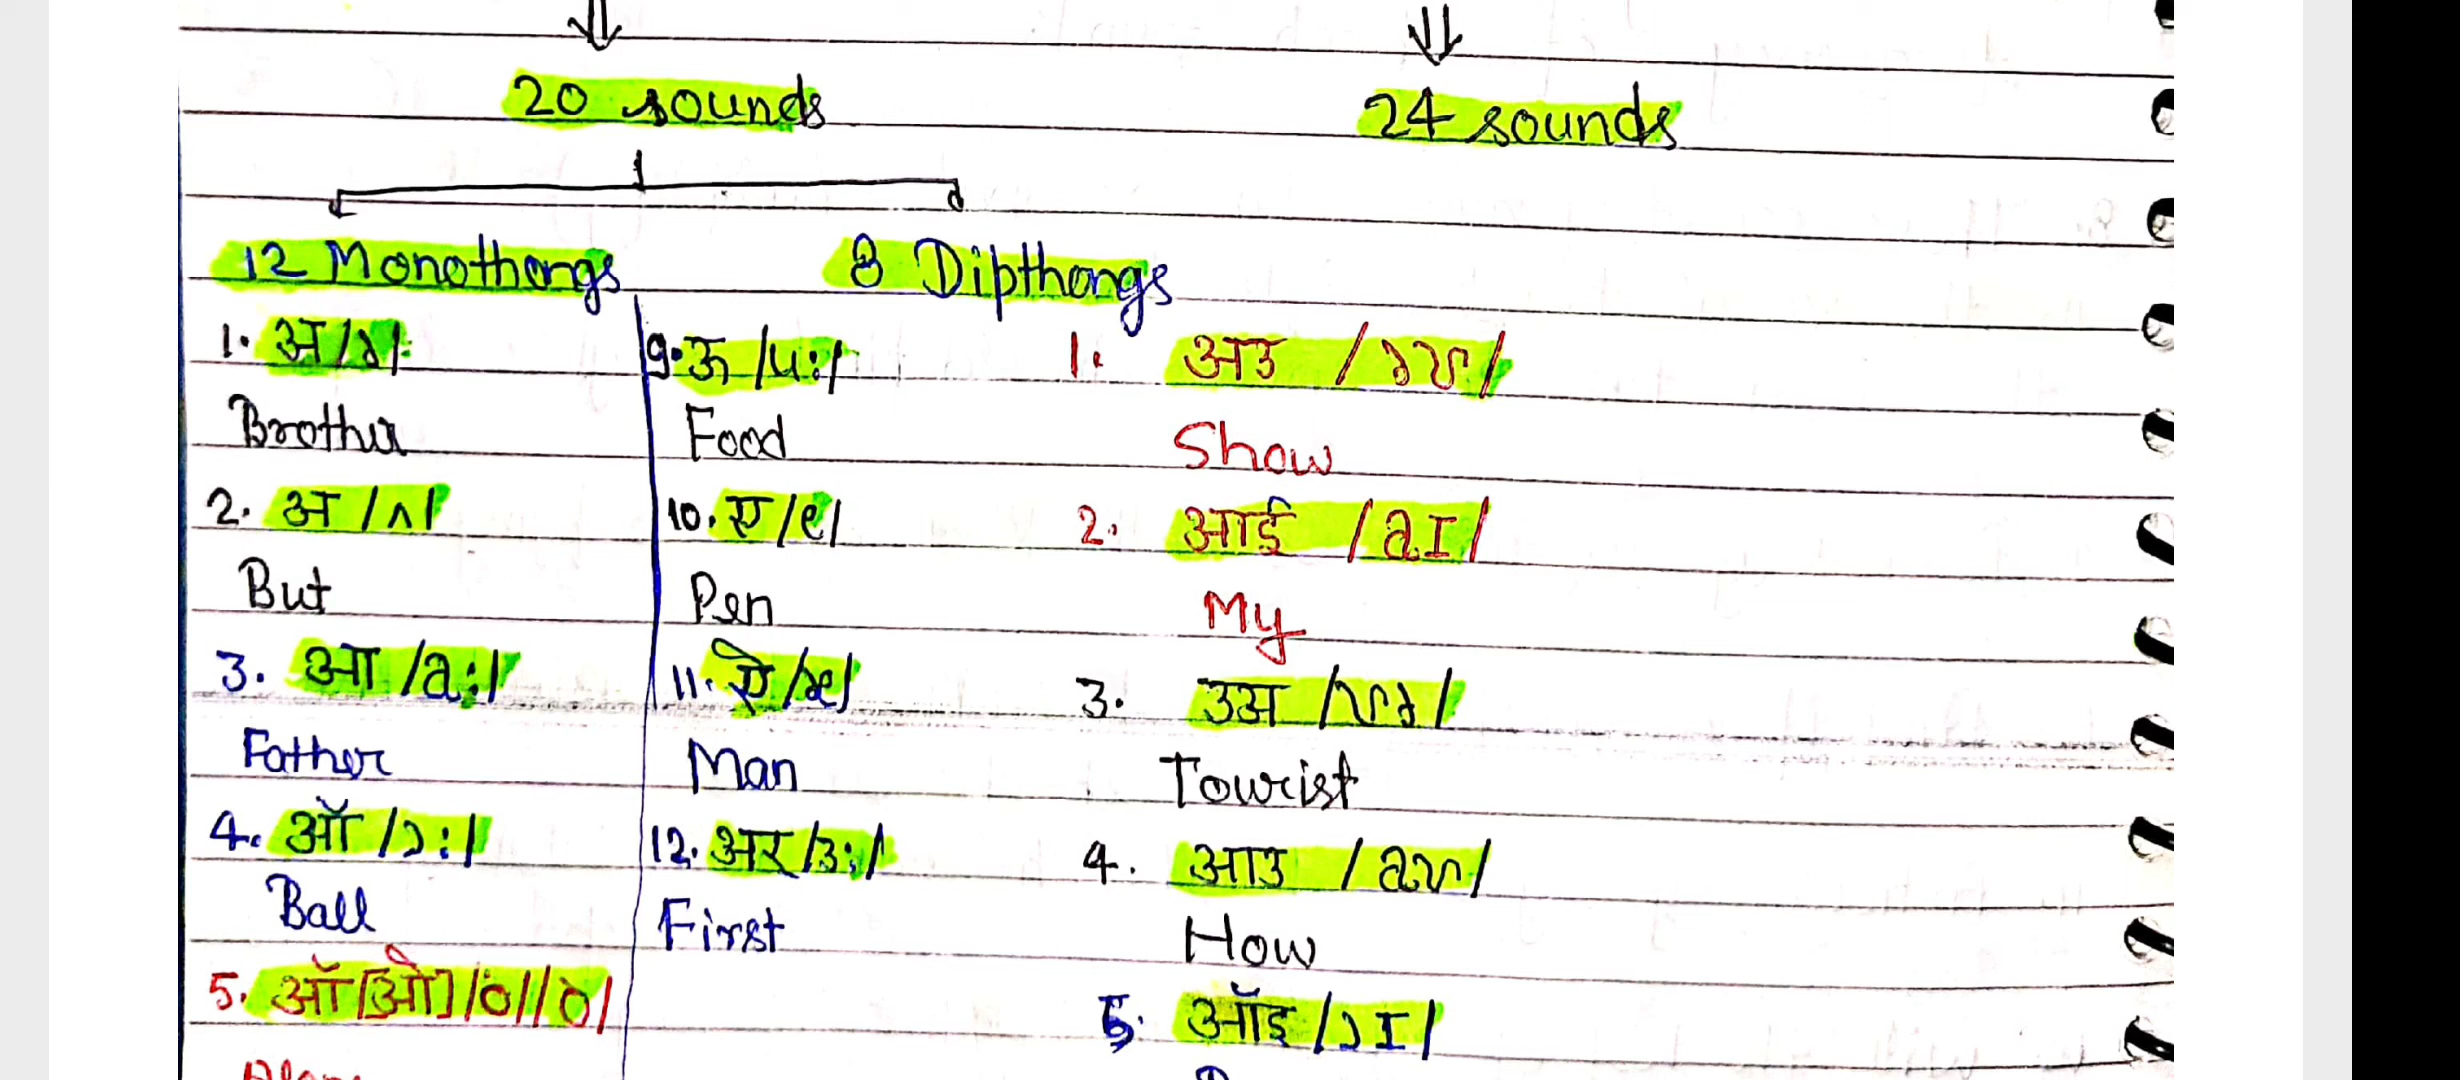 20 sounds
24 sounds
12 Monothongs
8 Dipthongs
1. अ /ə/
Brother
2. अ /ʌ/
But
3. आ /a:/
Father
4. ऑ /ɔ:/
Ball
5. ऑ [ओ]
9. ऊ /u:/
Food
10. ए /e/
Pen
11. ऐ /æ/
Man
12. अर /ɜ:/
First
1. अउ /əʊ/
Show
2. आई /aɪ/
My
3. उअ /ʊə/
Tourist
4. आउ /aʊ/
How
5. ऑइ /ɔɪ/